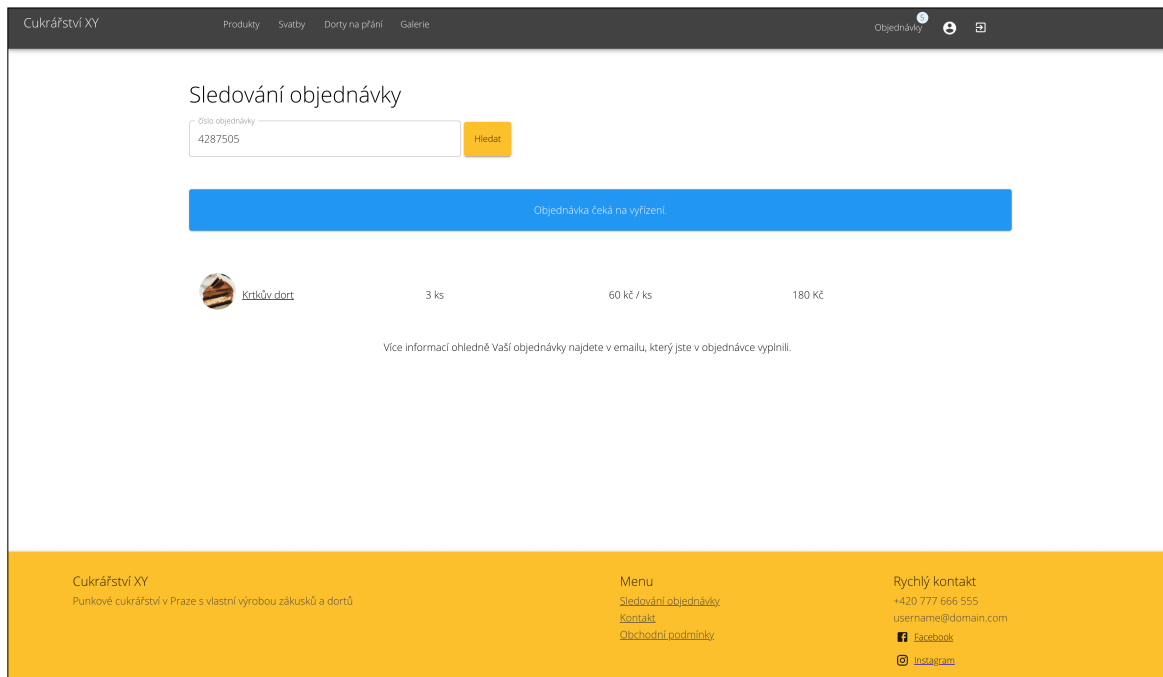 Cukrářství XY
Produkty Svatby Dorty na přání Galerie
Objednávky 5
Sledování objednávky
číslo objednávky
4287505 Hledat
Objednávka čeká na vyřízení.
Krtkův dort 3 ks 60 kč / ks 180 Kč
Více informací ohledně Vaší objednávky najdete v emailu, který jste v objednávce vyplnili.
Cukrářství XY
Punkové cukrářství v Praze s vlastní výrobou zákusků a dortů
Menu
Sledování objednávky
Kontakt
Obchodní podmínky
Rychlý kontakt
+420 777 666 555
username@domain.com
Facebook
Instagram